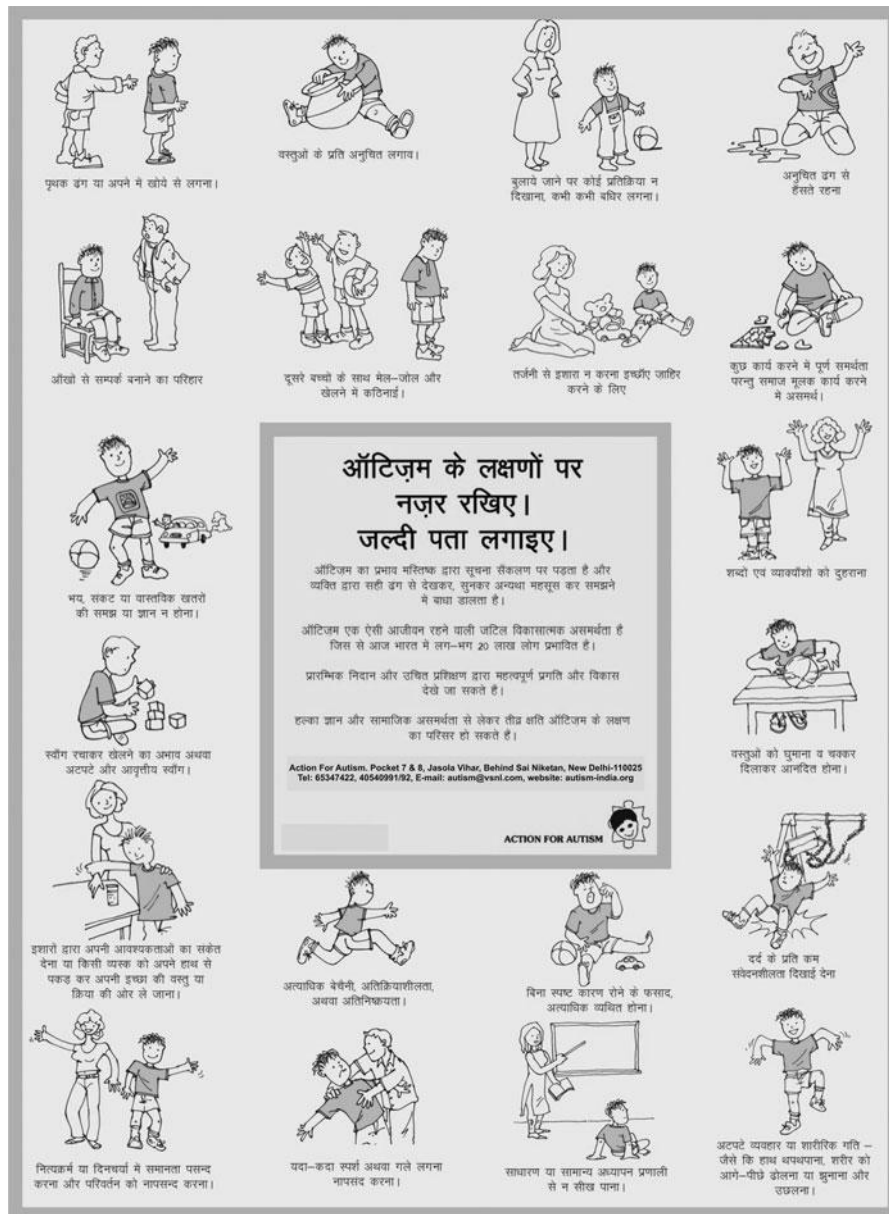 पृथक ढंग या अपने में खोये से लगना।
वस्तुओं के प्रति अनुचित लगाव।
बुलाये जाने पर कोई प्रतिक्रिया न
दिखाना, कभी कभी बधिर लगना।
अनुचित ढंग से
हँसते रहना
आँखो से सम्पर्क बनाने का परिहार
दूसरे बच्चों के साथ मेल-जोल और
खेलने में कठिनाई।
तर्जनी से इशारा न करना इच्छाँए ज़ाहिर
करने के लिए
कुछ कार्य करने में पूर्ण समर्थता
परन्तु समाज मूलक कार्य करने
में असमर्थ।
ऑटिज़म के लक्षणों पर
नज़र रखिए।
जल्दी पता लगाइए।
ऑटिज़म का प्रभाव मस्तिष्क द्वारा सूचना सँकलण पर पड़ता है और
व्यक्ति द्वारा सही ढंग से देखकर, सुनकर अन्यथा महसूस कर समझने
में बाधा डालता है।
ऑटिज़म एक ऐसी आजीवन रहने वाली जटिल विकासात्मक असमर्थता है
जिस से आज भारत में लग-भग 20 लाख लोग प्रभावित है।
प्रारम्भिक निदान और उचित प्रशिक्षण द्वारा महत्वपूर्ण प्रगति और विकास
देखे जा सकते है।
हल्का ज्ञान और सामाजिक असमर्थता से लेकर तीव्र क्षति ऑटिज़म के लक्षण
का परिसर हो सकते है।
Action For Autism. Pocket 7 & 8, Jasola Vihar, Behind Sai Niketan, New Delhi-110025
Tel: 65347422, 40540991/92, E-mail: autism@vsnl.com, website: autism-india.org
ACTION FOR AUTISM
भय, संकट या वास्तविक खतरों
की समझ या ज्ञान न होना।
शब्दों एवं व्याक्याँशो को दुहराना
स्वाँग रचाकर खेलने का अभाव अथवा
अटपटे और आवृत्तीय स्वाँग।
वस्तुओं को घुमाना व चक्कर
दिलाकर आनदित होना।
इशारों द्वारा अपनी आवश्यकताओं का संकेत
देना या किसी व्यस्क को अपने हाथ से
पकड़ कर अपनी इच्छा की वस्तु या
क्रिया की ओर ले जाना।
अत्याधिक बेचैनी, अतिक्रियाशीलता,
अथवा अतिनिष्क्रयता।
बिना स्पष्ट कारण रोने के फसाद,
अत्याधिक व्यथित होना।
दर्द के प्रति कम
संवेदनशीलता दिखाई देना
नित्यक्रम या दिनचर्या में समानता पसन्द
करना और परिवर्तन को नापसन्द करना।
यदा-कदा स्पर्श अथवा गले लगना
नापसंद करना।
साधारण या सामान्य अध्यापन प्रणाली
से न सीख पाना।
अटपटे व्यवहार या शारीरिक गति -
जैसे कि हाथ थपथपाना, शरीर को
आगे-पीछे ढोलना या झुनाना और
उछलना।